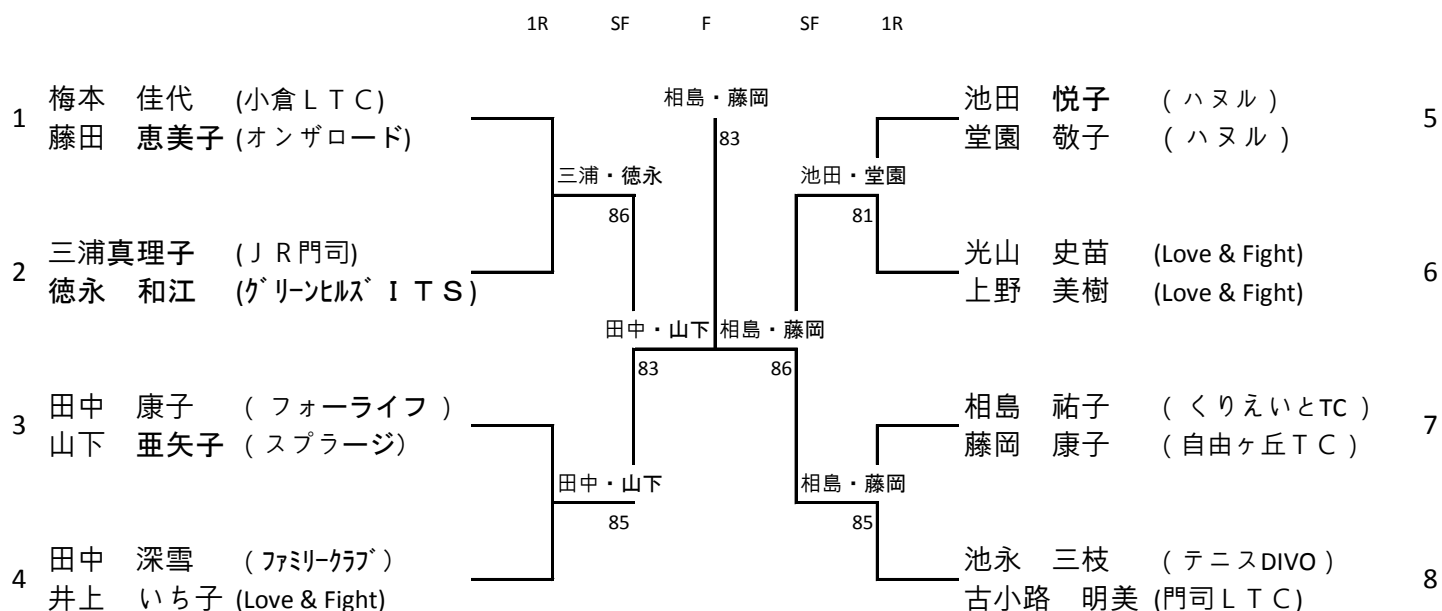 1R SF F SF 1R
1 梅本 佳代 (小倉ＬＴＣ) 相島・藤岡 池田 悦子 (ハヌル) 5
藤田 恵美子 (オンザロード) 83 堂園 敬子 (ハヌル)
三浦・徳永 池田・堂園
86 81
2 三浦真理子 (ＪＲ門司) 光山 史苗 (Love & Fight) 6
徳永 和江 (ｸﾞﾘｰﾝﾋﾙｽﾞＩＴＳ) 上野 美樹 (Love & Fight)
田中・山下 相島・藤岡
83 86
3 田中 康子 (フォーライフ) 相島 祐子 (くりえいとTC) 7
山下 亜矢子 (スプラージ) 藤岡 康子 (自由ヶ丘ＴＣ)
田中・山下 相島・藤岡
85 85
4 田中 深雪 (ﾌｧﾐﾘｰｸﾗﾌﾞ) 池永 三枝 (テニスDIVO) 8
井上 いち子 (Love & Fight) 古小路 明美 (門司ＬＴＣ)